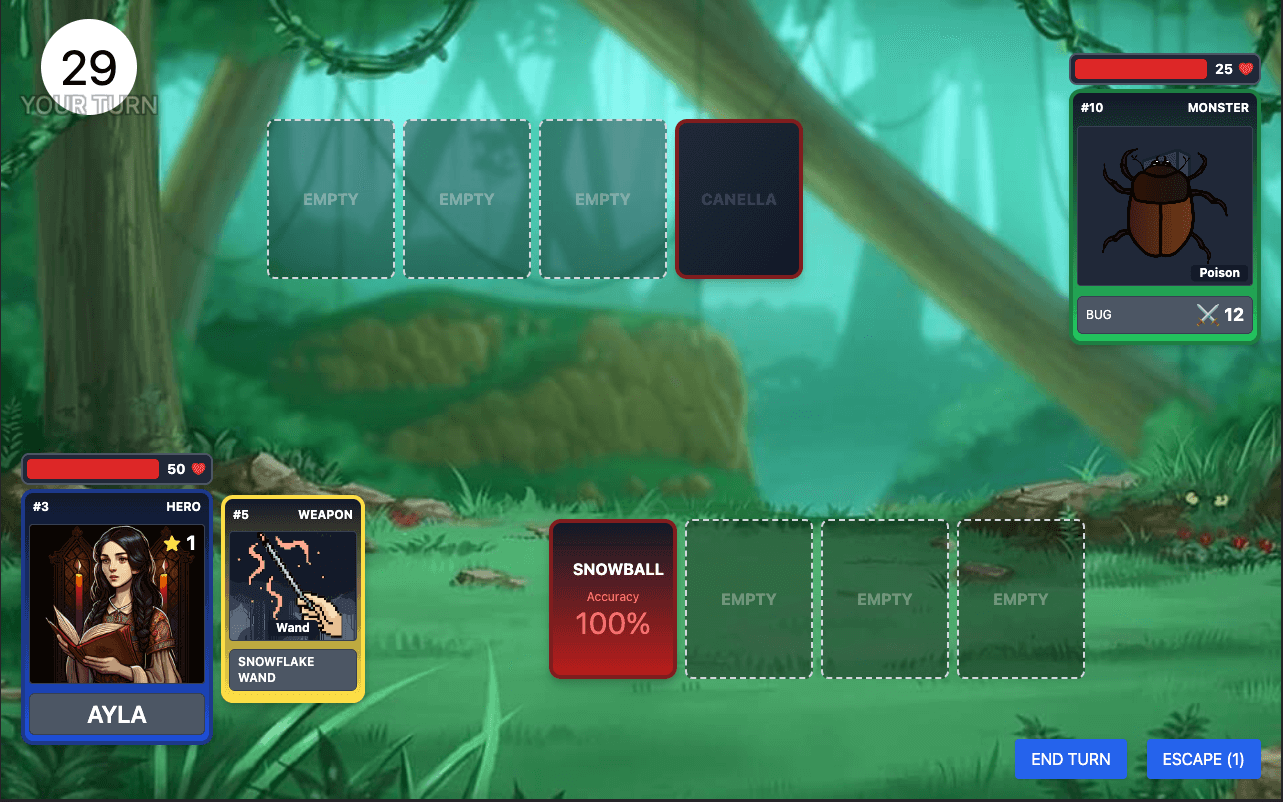 29
YOUR TURN
25
#10 MONSTER
EMPTY
EMPTY
EMPTY
CANELLA
Poison
BUG 12
50
#3 HERO
1
AYLA
#5 WEAPON
Wand
SNOWFLAKE
WAND
SNOWBALL
Accuracy
100%
EMPTY
EMPTY
EMPTY
END TURN
ESCAPE (1)